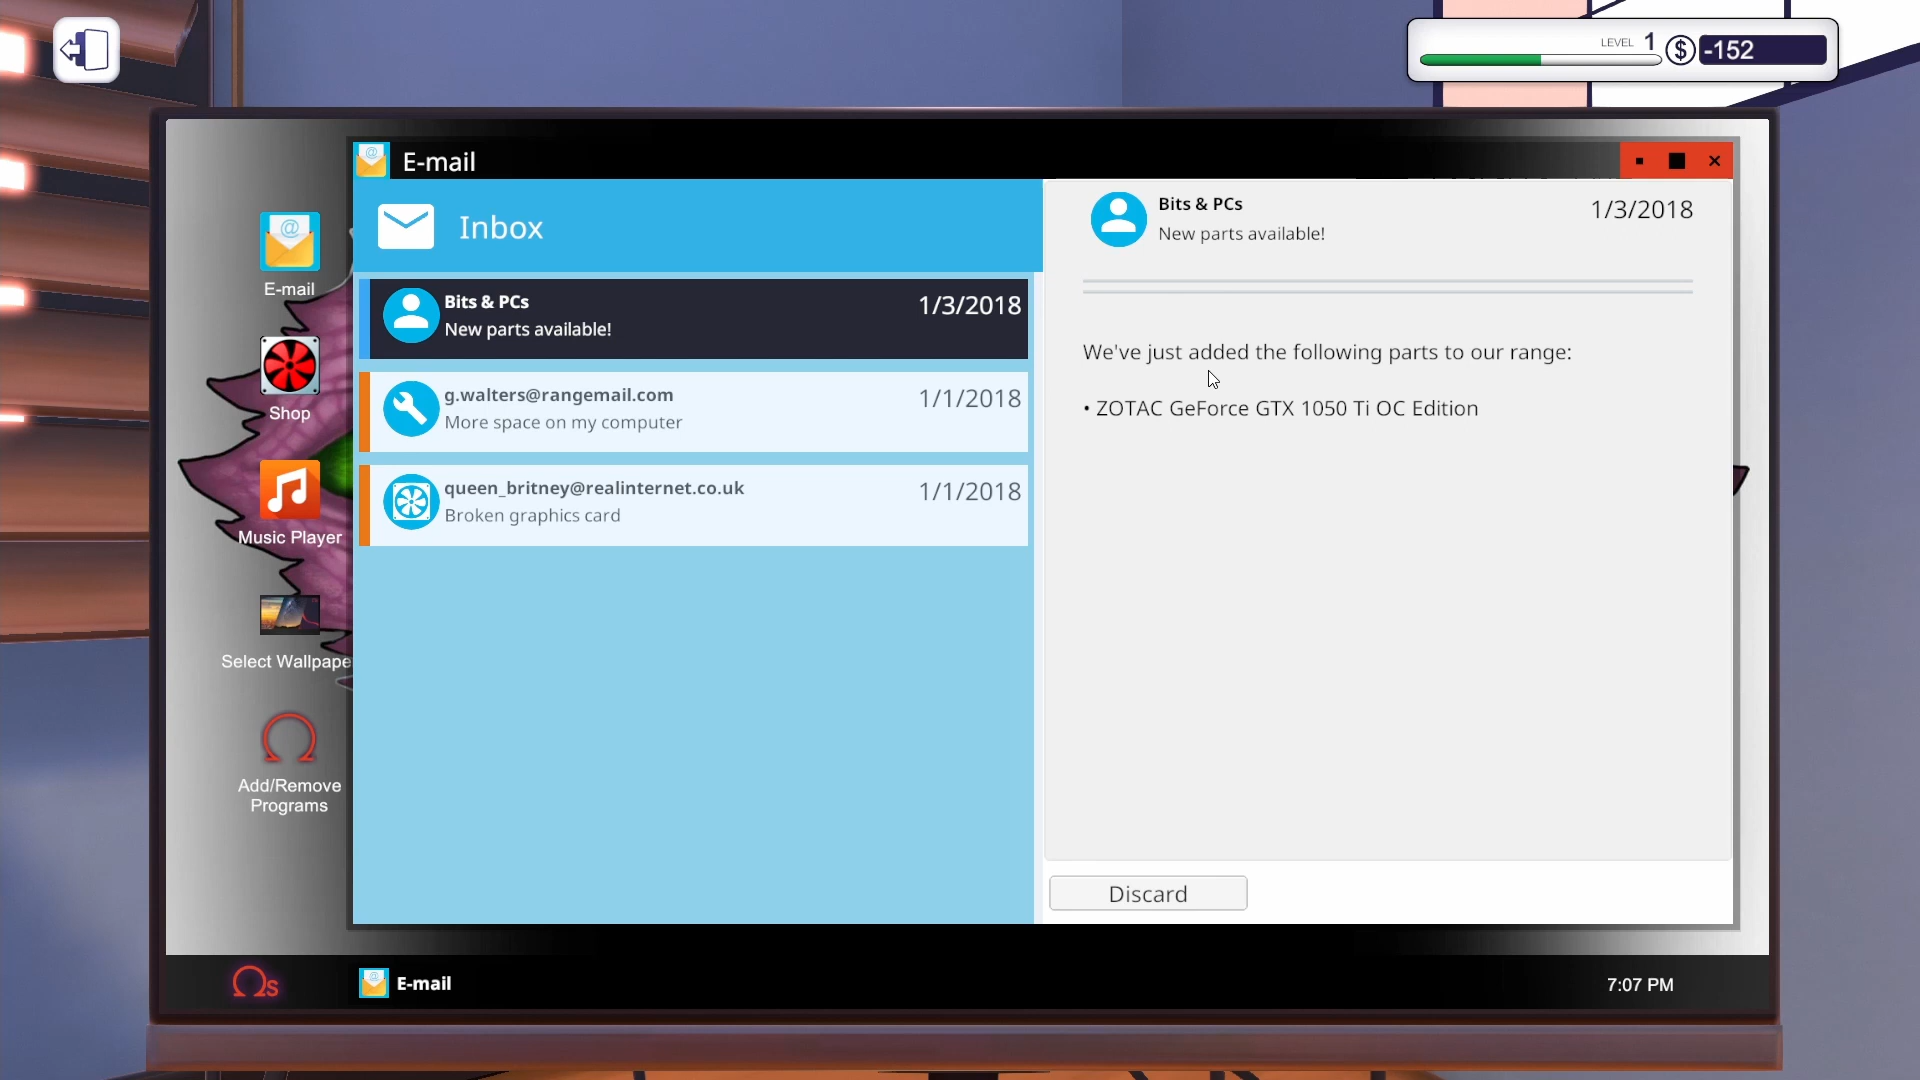 LEVEL 1
$ -152
E-mail
Inbox
Bits & PCs
New parts available!
1/3/2018
g.walters@rangemail.com
More space on my computer
1/1/2018
queen_britney@realinternet.co.uk
Broken graphics card
1/1/2018
Bits & PCs
New parts available!
1/3/2018
We've just added the following parts to our range:
• ZOTAC GeForce GTX 1050 Ti OC Edition
Discard
E-mail
Shop
Music Player
Select Wallpape
Add/Remove
Programs
Ωs
E-mail
7:07 PM